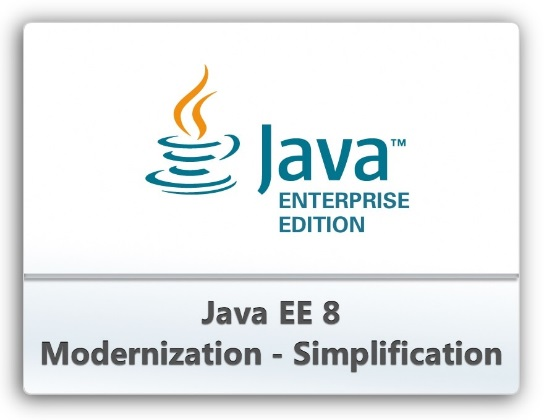 Java™
ENTERPRISE
EDITION
Java EE 8
Modernization - Simplification